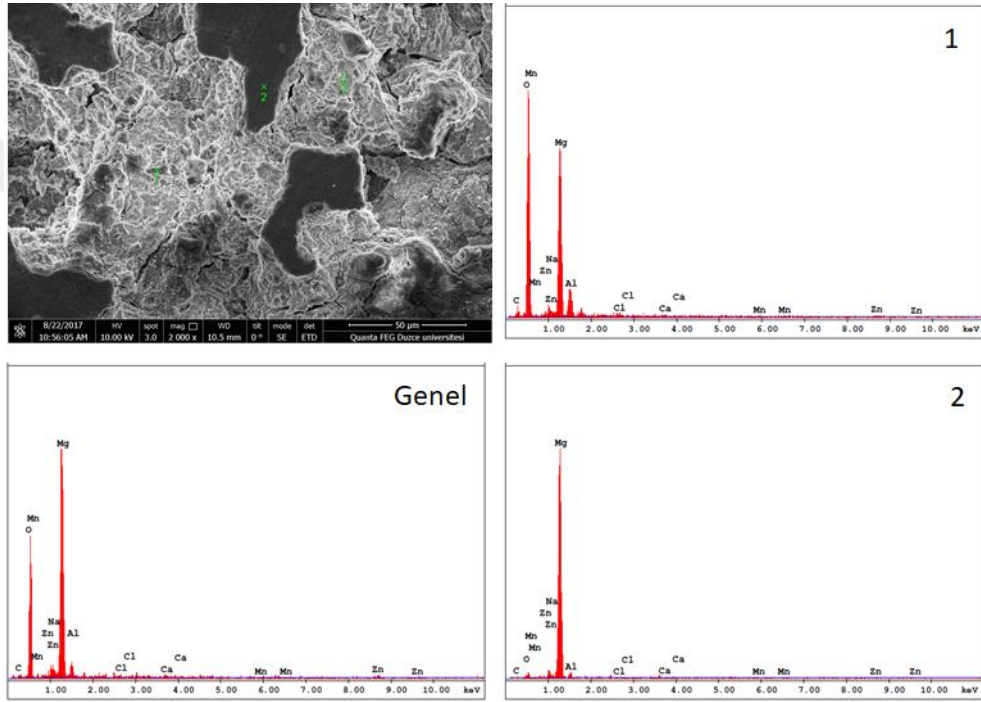 x
2
1
8/22/2017 HV spot mag □ WD tilt mode det 50 µm
10:56:05 AM 10.00 kV 3.0 2 000 x 10.5 mm 0 ° SE ETD Quanta FEG Duzce universitesi
1
Mn
O
Mg
Na
Zn
Mn
Al
C
Zn
Cl
Cl
Ca
Ca
Mn
Mn
Zn
Zn
1.00 2.00 3.00 4.00 5.00 6.00 7.00 8.00 9.00 10.00 keV
Genel
Mg
Mn
O
Na
Zn
Al
Zn
C
Mn
Cl
Cl
Ca
Ca
Mn
Mn
Zn
Zn
1.00 2.00 3.00 4.00 5.00 6.00 7.00 8.00 9.00 10.00 keV
2
Mg
Na
Zn
Zn
Mn
Mn
O
C
Al
Cl
Cl
Ca
Ca
Mn
Mn
Zn
Zn
1.00 2.00 3.00 4.00 5.00 6.00 7.00 8.00 9.00 10.00 keV